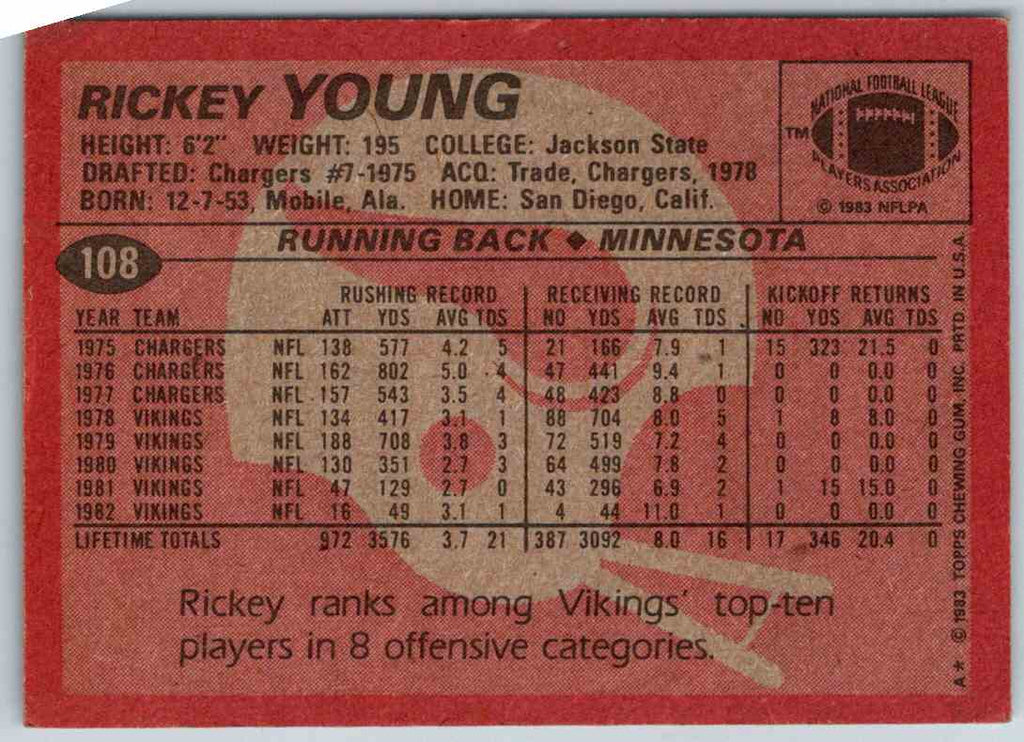 RICKEY YOUNG
HEIGHT: 6'2" WEIGHT: 195 COLLEGE: Jackson State
DRAFTED: Chargers #7-1975 ACQ: Trade, Chargers, 1978
BORN: 12-7-53, Mobile, Ala. HOME: San Diego, Calif.
NATIONAL FOOTBALL LEAGUE
TM
PLAYERS ASSOCIATION
© 1983 NFLPA
108
RUNNING BACK ◆ MINNESOTA
RUSHING RECORD RECEIVING RECORD KICKOFF RETURNS
YEAR TEAM ATT YDS AVG TDS NO YDS AVG TDS NO YDS AVG TDS
1975 CHARGERS NFL 138 577 4.2 5 21 166 7.9 1 15 323 21.5 0
1976 CHARGERS NFL 162 802 5.0 4 47 441 9.4 1 0 0 0.0 0
1977 CHARGERS NFL 157 543 3.5 4 48 423 8.8 0 0 0 0.0 0
1978 VIKINGS NFL 134 417 3.1 1 88 704 8.0 5 1 8 8.0 0
1979 VIKINGS NFL 188 708 3.8 3 72 519 7.2 4 0 0 0.0 0
1980 VIKINGS NFL 130 351 2.7 3 64 499 7.8 2 0 0 0.0 0
1981 VIKINGS NFL 47 129 2.7 0 43 296 6.9 2 1 15 15.0 0
1982 VIKINGS NFL 16 49 3.1 1 4 44 11.0 1 0 0 0.0 0
LIFETIME TOTALS 972 3576 3.7 21 387 3092 8.0 16 17 346 20.4 0
Rickey ranks among Vikings' top-ten
players in 8 offensive categories.
A* © 1983 TOPPS CHEWING GUM, INC. PRTD. IN U.S.A.